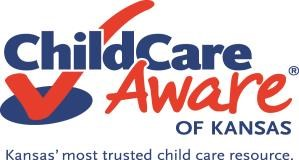 ChildCare
Aware®
OF KANSAS
Kansas' most trusted child care resource.